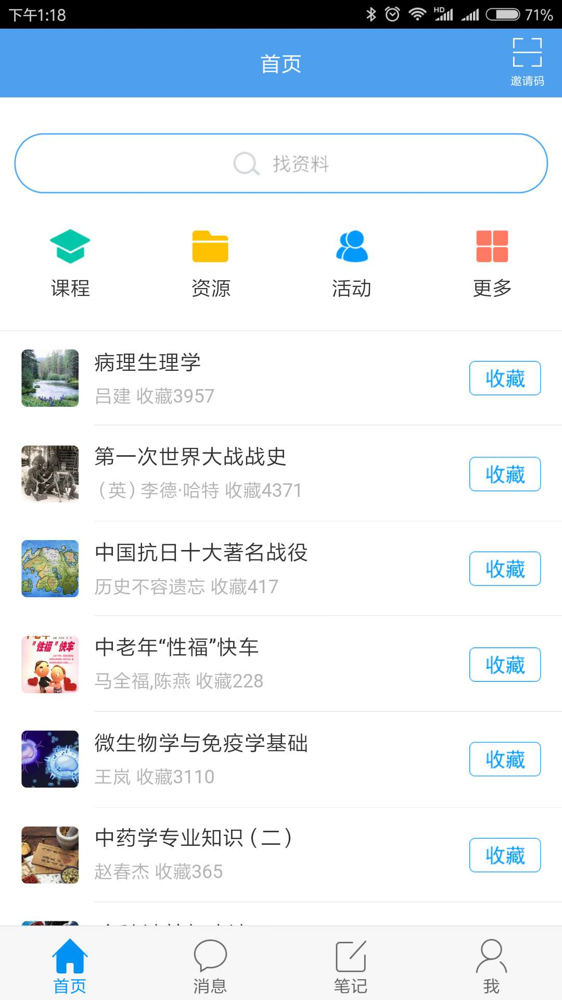 下午1:18
HD
71%
首页
邀请码
找资料
课程
资源
活动
更多
病理生理学
收藏
吕建 收藏3957
第一次世界大战战史
收藏
（英）李德·哈特 收藏4371
中国抗日十大著名战役
收藏
历史不容遗忘 收藏417
"性福"快车
中老年“性福”快车
收藏
马全福,陈燕 收藏228
微生物学与免疫学基础
收藏
王岚 收藏3110
中药学专业知识（二）
收藏
赵春杰 收藏365
首页
消息
笔记
我